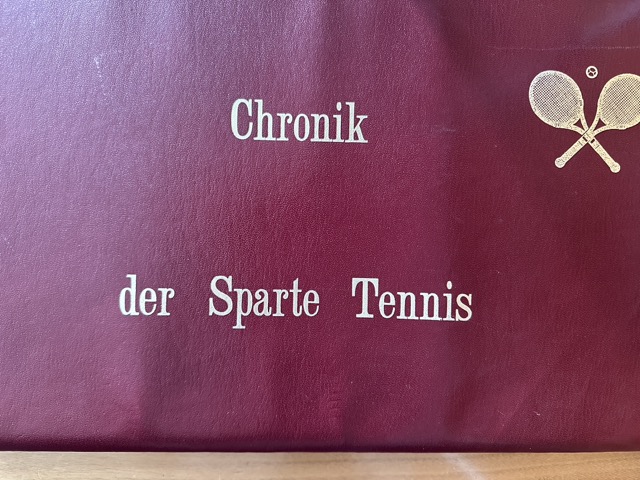 Chronik
der Sparte Tennis